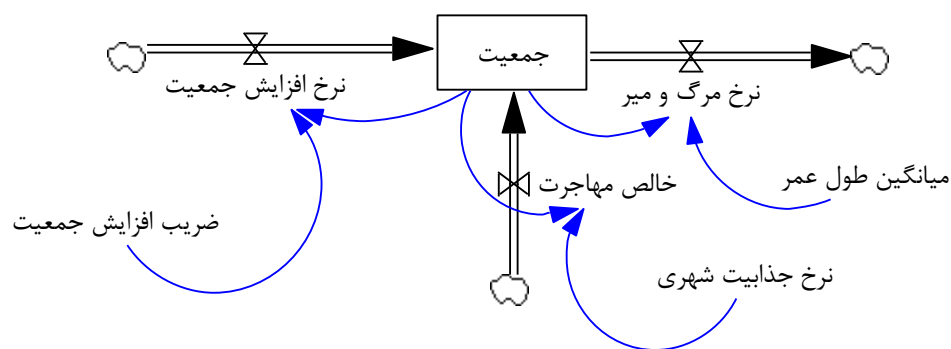 جمعیت
نرخ افزایش جمعیت
نرخ مرگ و میر
میانگین طول عمر
خالص مهاجرت
ضریب افزایش جمعیت
نرخ جذابیت شهری